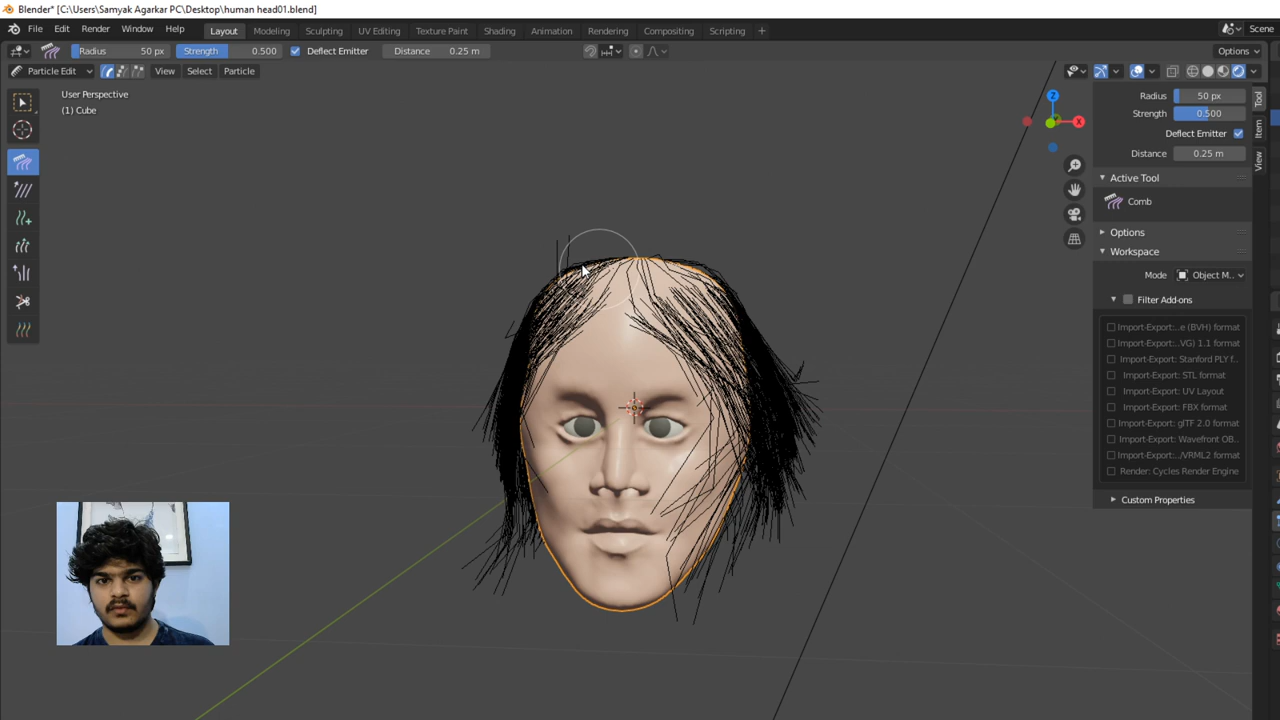 Blender* [C:\Users\Samyak Agarkar PC\Desktop\human head01.blend]
File Edit Render Window Help Layout Modeling Sculpting UV Editing Texture Paint Shading Animation Rendering Compositing Scripting + Scene
Radius 50 px Strength 0.500 Deflect Emitter Distance 0.25 m Options
Particle Edit View Select Particle
User Perspective
(1) Cube
Z
X
Radius 50 px
Strength 0.500
Deflect Emitter
Distance 0.25 m
Active Tool
Comb
Options
Workspace
Mode Object M..
Filter Add-ons
Import-Export:...e (BVH) format
Import-Export:...VG) 1.1 format
Import-Export: Stanford PLY f..
Import-Export: STL format
Import-Export: UV Layout
Import-Export: FBX format
Import-Export: glTF 2.0 format
Import-Export: Wavefront OB..
Import-Export:.../VRML2 format
Render: Cycles Render Engine
Custom Properties
Tool
Item
View